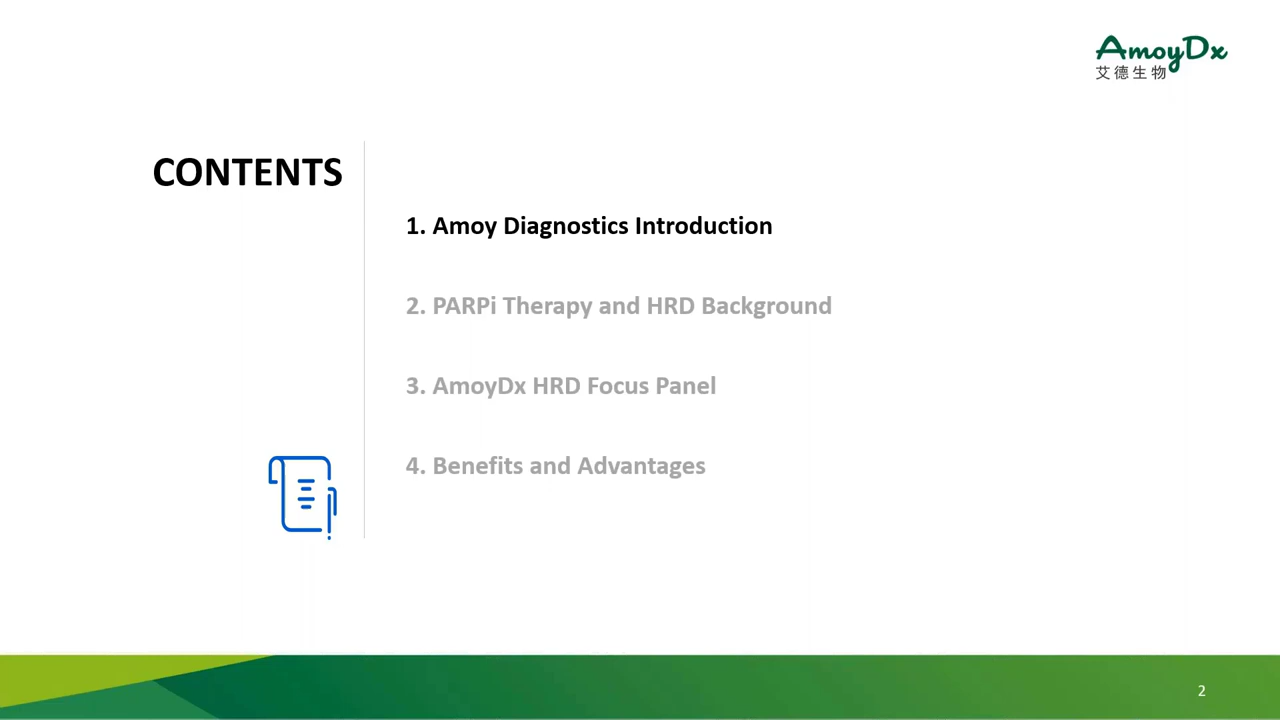 AmoyDx
艾德生物
CONTENTS
1. Amoy Diagnostics Introduction
2. PARPi Therapy and HRD Background
3. AmoyDx HRD Focus Panel
4. Benefits and Advantages
2